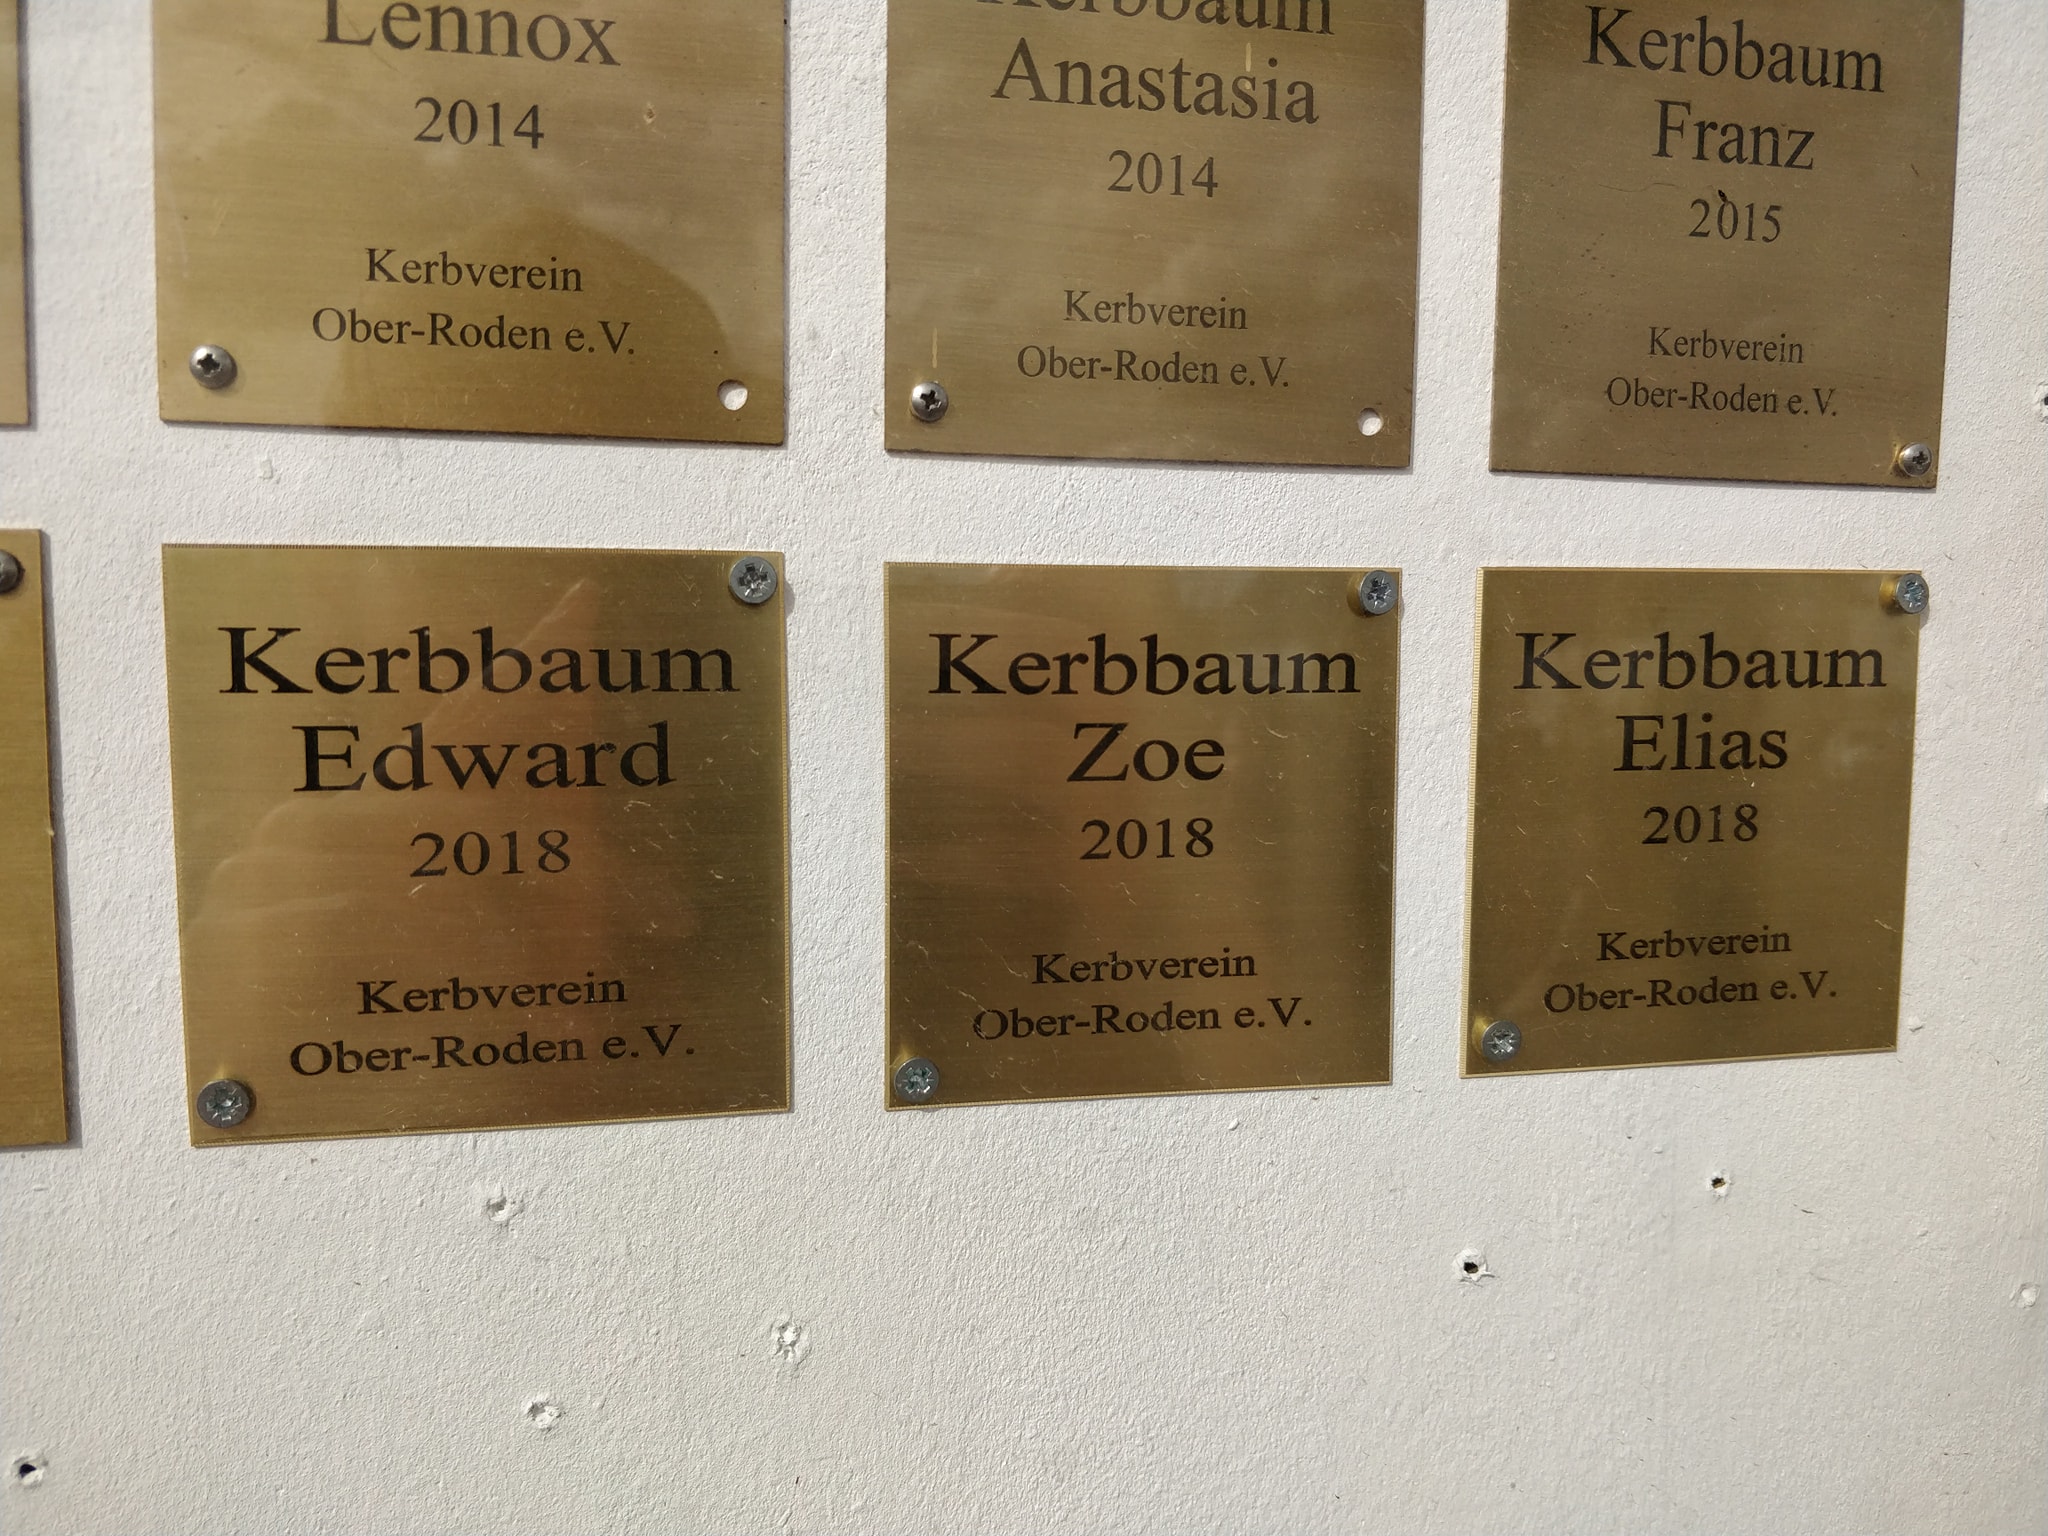 Lennox
2014
Kerbverein
Ober-Roden e.V.
Kerbbaum
Anastasia
2014
Kerbverein
Ober-Roden e.V.
Kerbbaum
Franz
2015
Kerbverein
Ober-Roden e.V.
Kerbbaum
Edward
2018
Kerbverein
Ober-Roden e.V.
Kerbbaum
Zoe
2018
Kerbverein
Ober-Roden e.V.
Kerbbaum
Elias
2018
Kerbverein
Ober-Roden e.V.